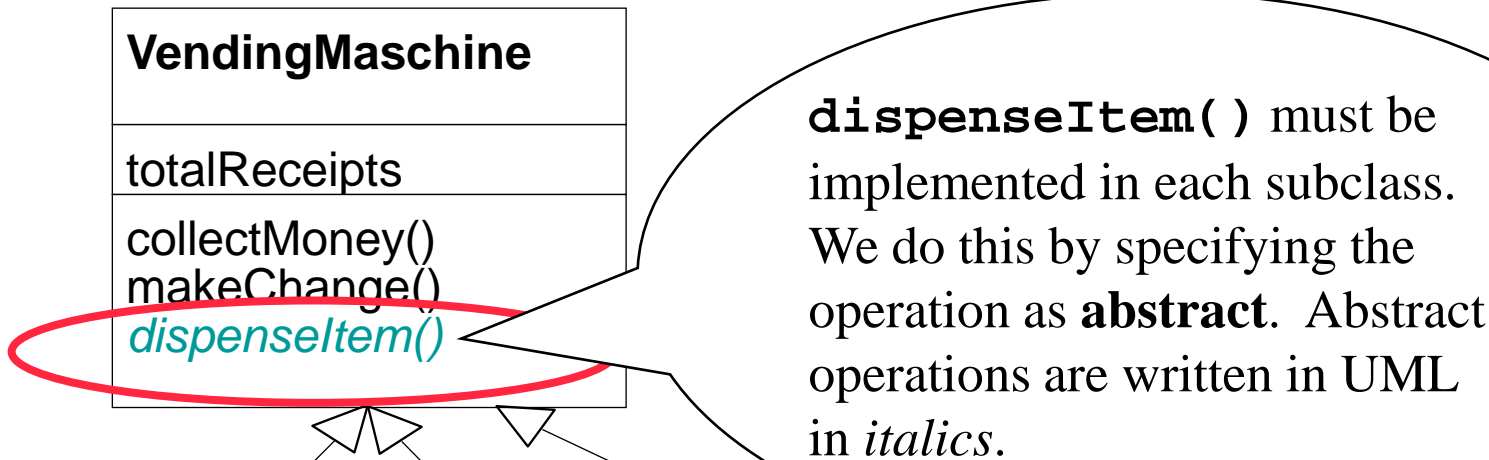 VendingMaschine
totalReceipts
collectMoney()
makeChange()
dispenseItem()
dispenseItem() must be
implemented in each subclass.
We do this by specifying the
operation as abstract. Abstract
operations are written in UML
in italics.